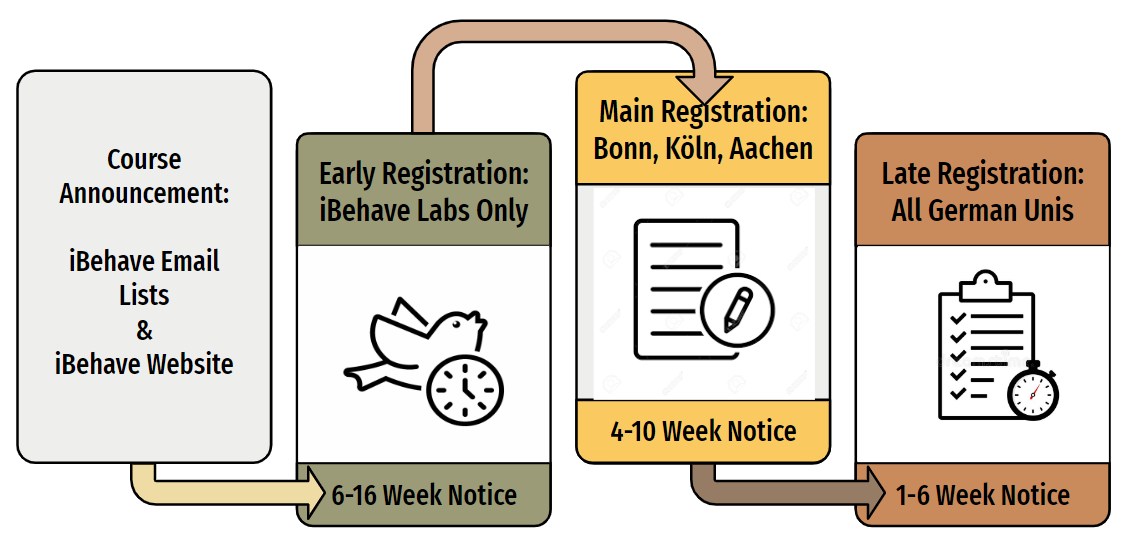 Course
Announcement:
iBehave Email
Lists
&
iBehave Website
Early Registration:
iBehave Labs Only
6-16 Week Notice
Main Registration:
Bonn, Köln, Aachen
4-10 Week Notice
Late Registration:
All German Unis
1-6 Week Notice